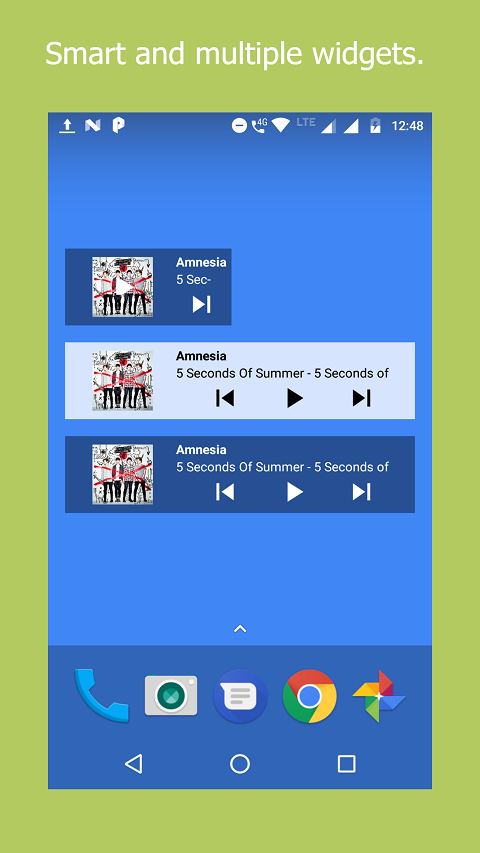 Smart and multiple widgets.
4G LTE 12:48
Amnesia
5 Sec-
Amnesia
5 Seconds Of Summer - 5 Seconds of
Amnesia
5 Seconds Of Summer - 5 Seconds of